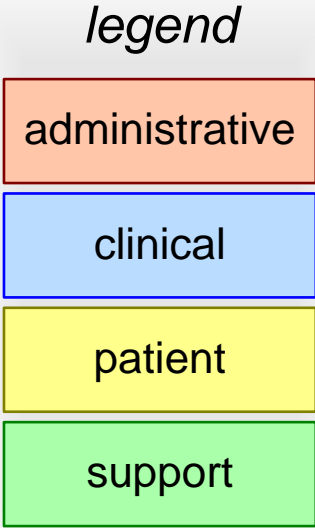 legend
administrative
clinical
patient
support